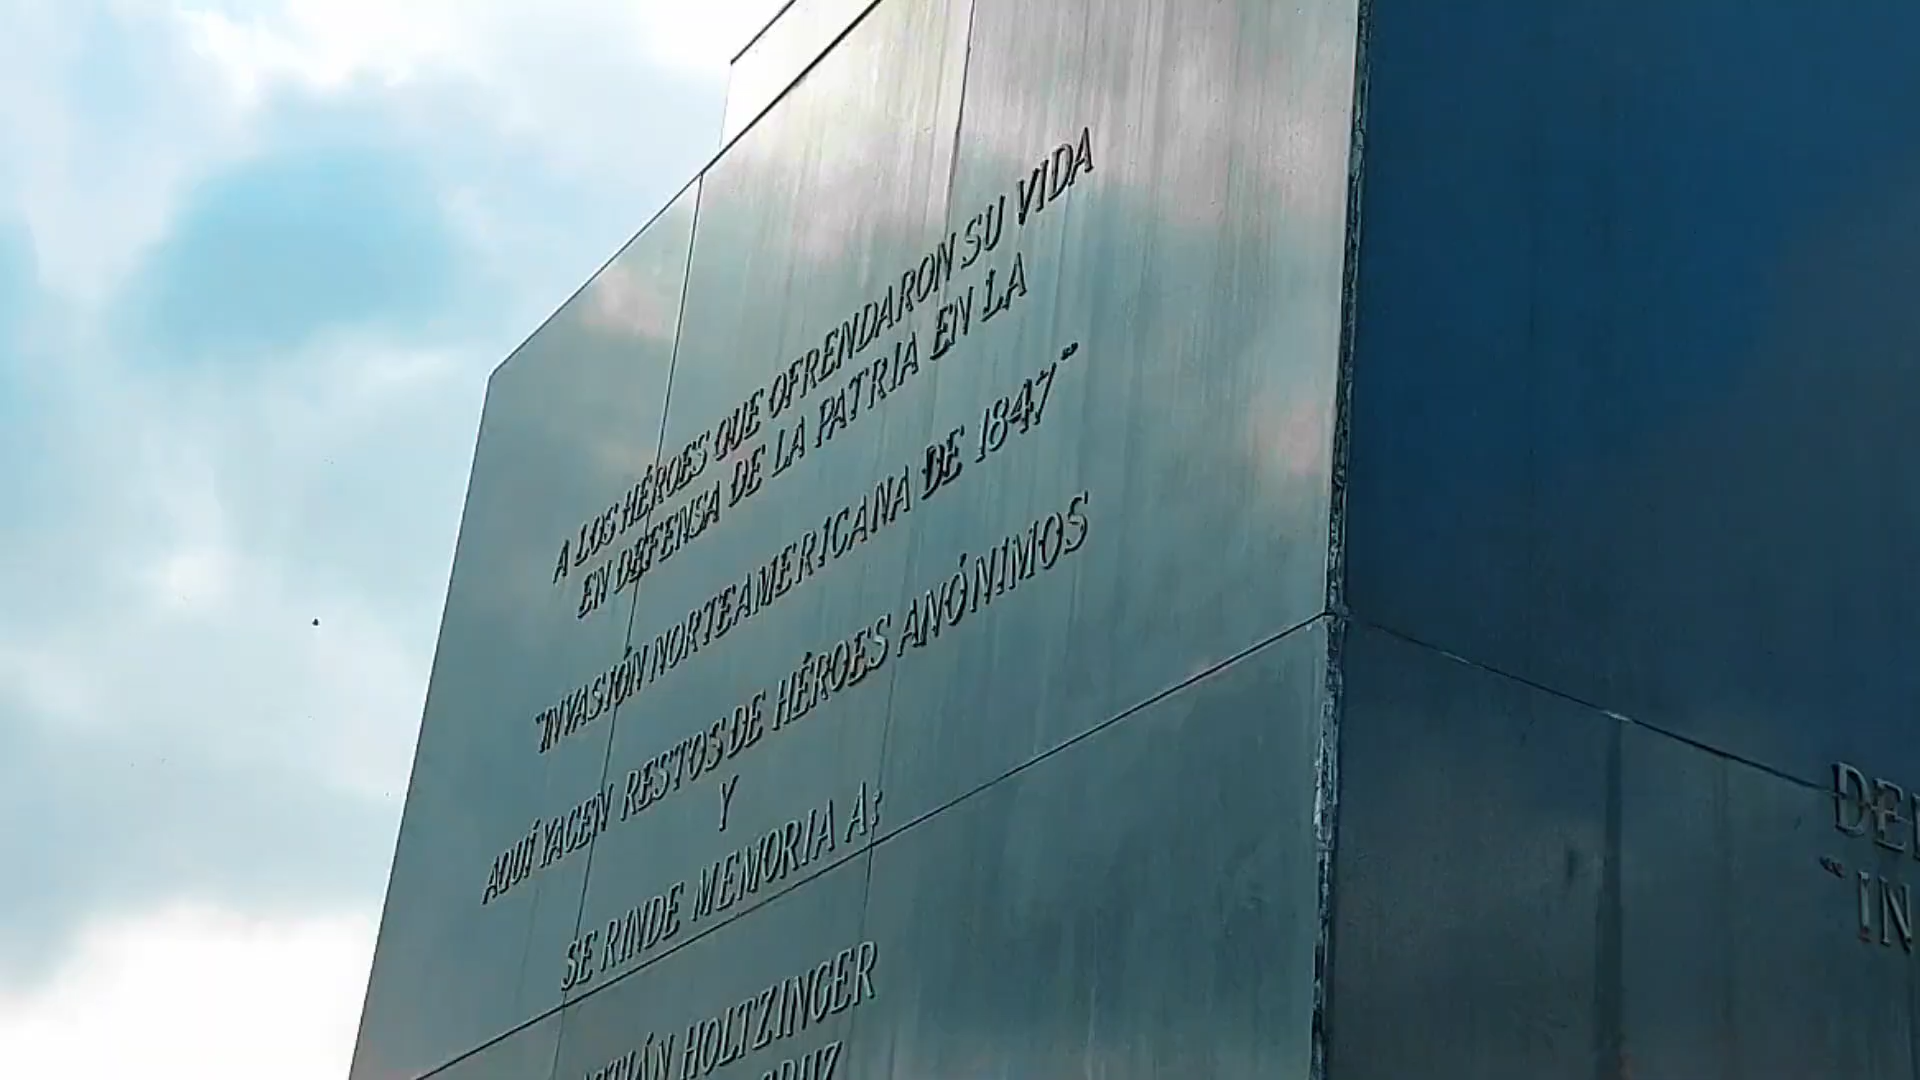 A LOS HÉROES QUE OFRENDARON SU VIDA
EN DEFENSA DE LA PATRIA EN LA
"INVASIÓN NORTEAMERICANA DE 1847"
AQUÍ YACEN RESTOS DE HÉROES ANÓNIMOS
Y
SE RINDE MEMORIA A:
HOLTZINGER